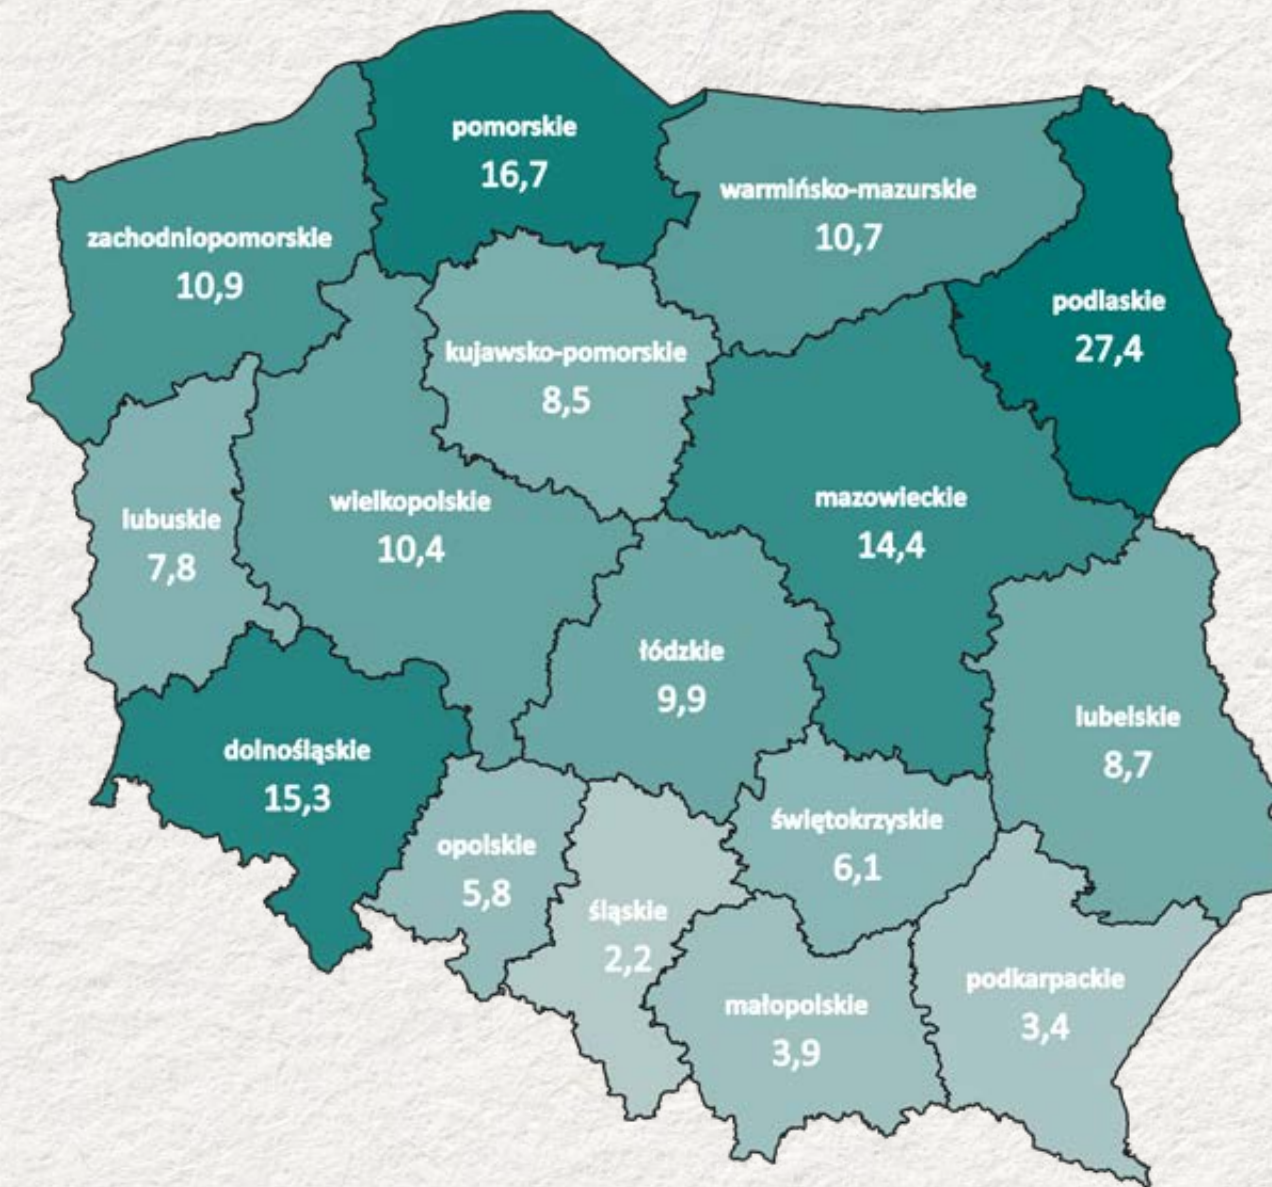 pomorskie
16,7
warmińsko-mazurskie
10,7
zachodniopomorskie
10,9
podlaskie
27,4
kujawsko-pomorskie
8,5
mazowieckie
14,4
wielkopolskie
10,4
lubuskie
7,8
łódzkie
9,9
lubelskie
8,7
dolnośląskie
15,3
świętokrzyskie
6,1
opolskie
5,8
śląskie
2,2
podkarpackie
3,4
małopolskie
3,9